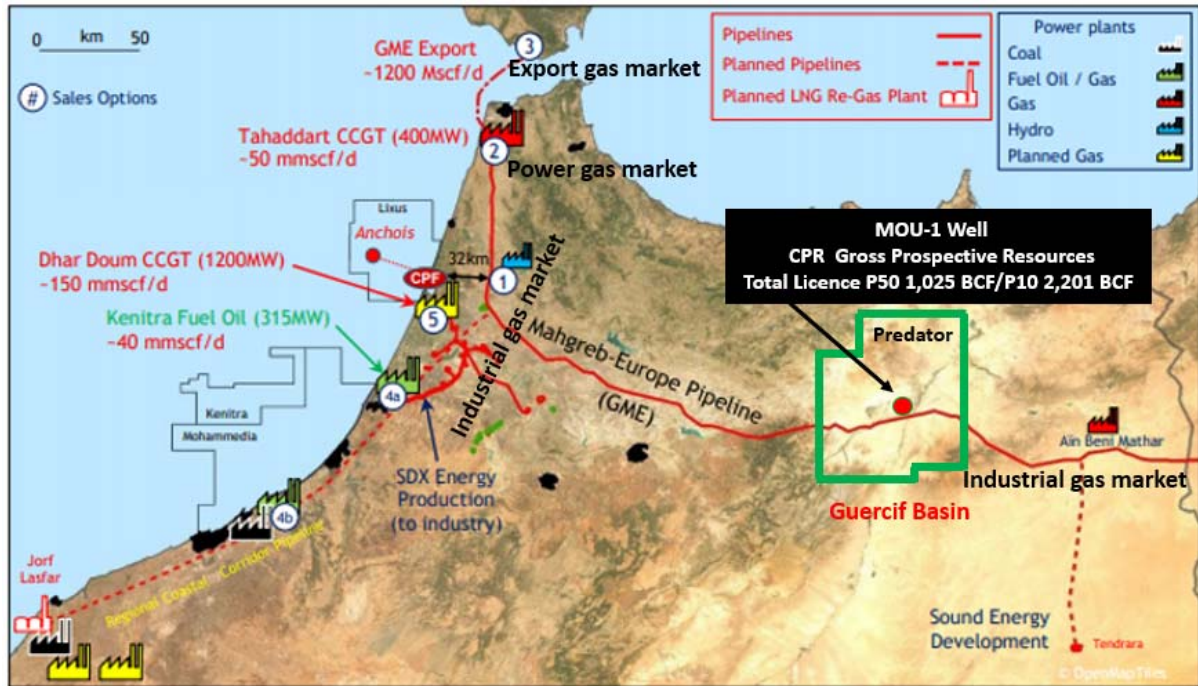 0 km 50
# Sales Options
GME Export
~1200 Mscf/d
3
Export gas market
Pipelines
Planned Pipelines
Planned LNG Re-Gas Plant
Power plants
Coal
Fuel Oil / Gas
Gas
Hydro
Planned Gas
Tahaddart CCGT (400MW)
~50 mmscf/d
2
Power gas market
Lixus
Anchois
CPF
32km
1
Dhar Doum CCGT (1200MW)
~150 mmscf/d
5
Industrial gas market
Kenitra Fuel Oil (315MW)
~40 mmscf/d
4a
Kenitra
Mohammedia
SDX Energy
Production
(to industry)
4b
Regional Coastal Corridor Pipeline
Jorf
Lasfar
Mahgreb-Europe Pipeline
(GME)
MOU-1 Well
CPR Gross Prospective Resources
Total Licence P50 1,025 BCF/P10 2,201 BCF
Predator
Guercif Basin
Aïn Beni Mathar
Industrial gas market
Sound Energy
Development
Tendrara
© OpenMapTiles